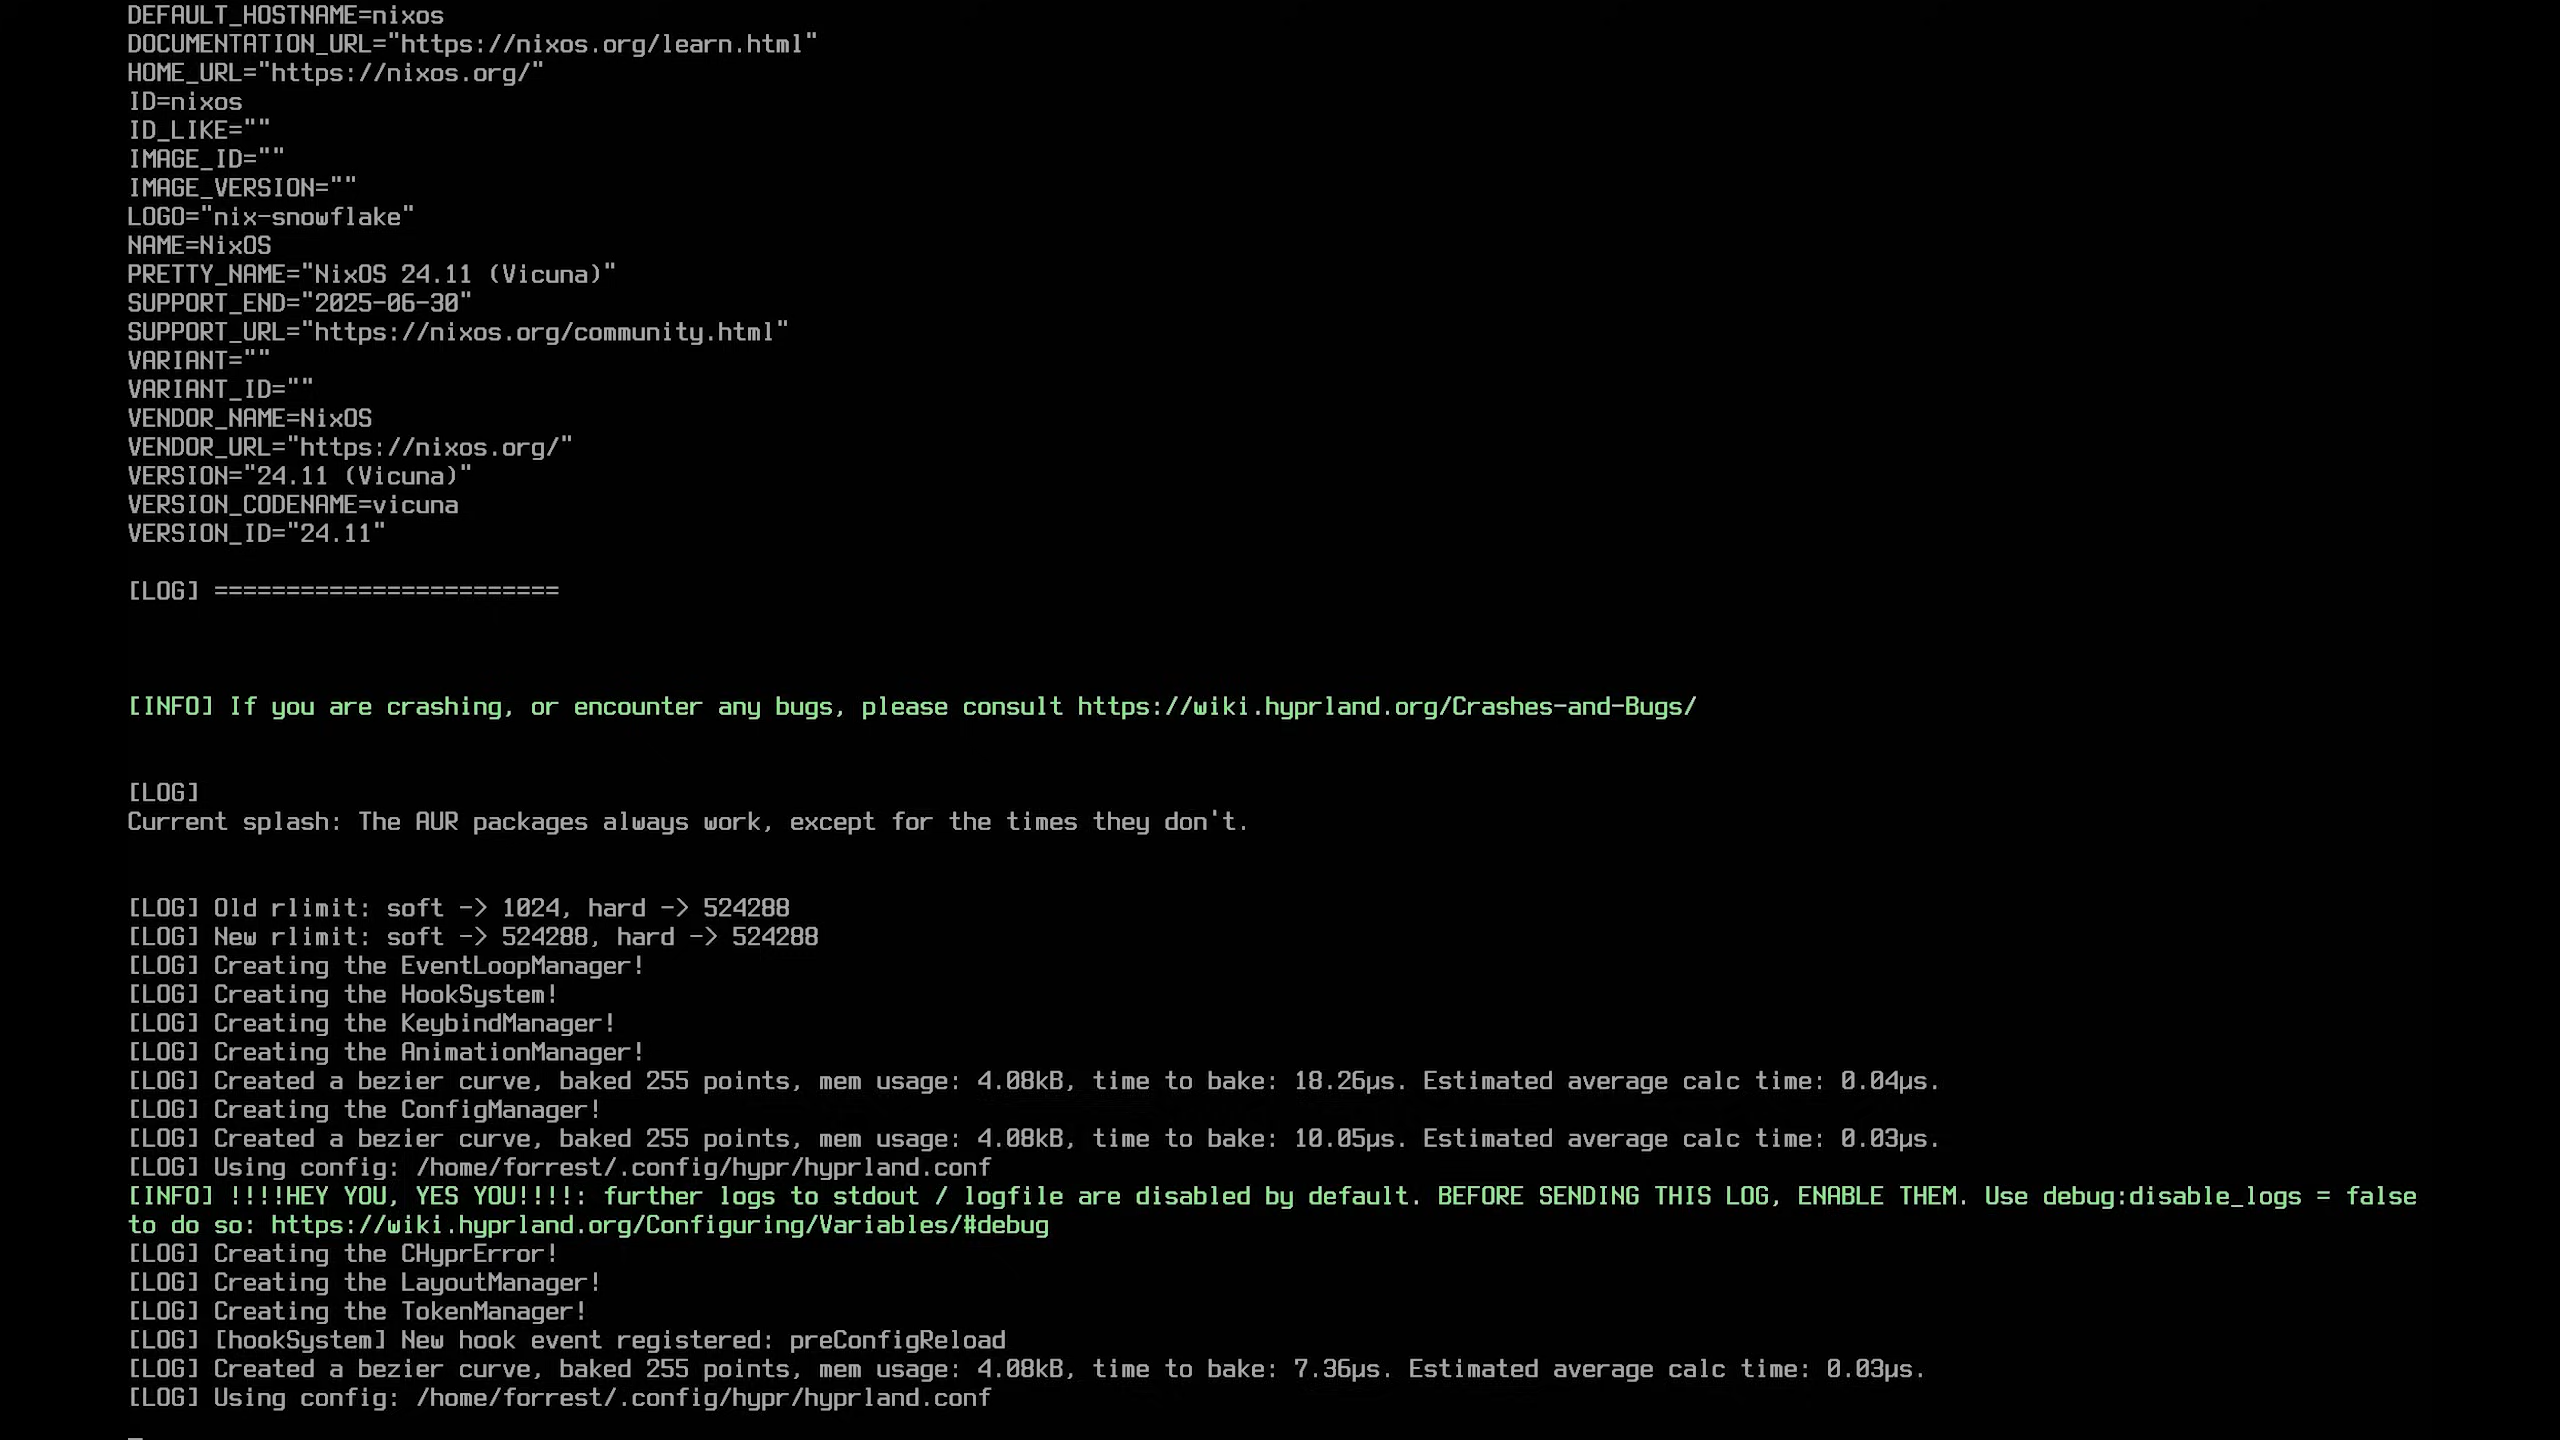 DEFAULT_HOSTNAME=nixos
DOCUMENTATION_URL="https://nixos.org/learn.html"
HOME_URL="https://nixos.org/"
ID=nixos
ID_LIKE=""
IMAGE_ID=""
IMAGE_VERSION=""
LOGO="nix-snowflake"
NAME=NixOS
PRETTY_NAME="NixOS 24.11 (Vicuna)"
SUPPORT_END="2025-06-30"
SUPPORT_URL="https://nixos.org/community.html"
VARIANT=""
VARIANT_ID=""
VENDOR_NAME=NixOS
VENDOR_URL="https://nixos.org/"
VERSION="24.11 (Vicuna)"
VERSION_CODENAME=vicuna
VERSION_ID="24.11"
[LOG] ========================
[INFO] If you are crashing, or encounter any bugs, please consult https://wiki.hyprland.org/Crashes-and-Bugs/
[LOG]
Current splash: The AUR packages always work, except for the times they don't.
[LOG] Old rlimit: soft -> 1024, hard -> 524288
[LOG] New rlimit: soft -> 524288, hard -> 524288
[LOG] Creating the EventLoopManager!
[LOG] Creating the HookSystem!
[LOG] Creating the KeybindManager!
[LOG] Creating the AnimationManager!
[LOG] Created a bezier curve, baked 255 points, mem usage: 4.08kB, time to bake: 18.26µs. Estimated average calc time: 0.04µs.
[LOG] Creating the ConfigManager!
[LOG] Created a bezier curve, baked 255 points, mem usage: 4.08kB, time to bake: 10.05µs. Estimated average calc time: 0.03µs.
[LOG] Using config: /home/forrest/.config/hypr/hyprland.conf
[INFO] !!!!HEY YOU, YES YOU!!!!: further logs to stdout / logfile are disabled by default. BEFORE SENDING THIS LOG, ENABLE THEM. Use debug:disable_logs = false
to do so: https://wiki.hyprland.org/Configuring/Variables/#debug
[LOG] Creating the CHyprError!
[LOG] Creating the LayoutManager!
[LOG] Creating the TokenManager!
[LOG] [hookSystem] New hook event registered: preConfigReload
[LOG] Created a bezier curve, baked 255 points, mem usage: 4.08kB, time to bake: 7.36µs. Estimated average calc time: 0.03µs.
[LOG] Using config: /home/forrest/.config/hypr/hyprland.conf